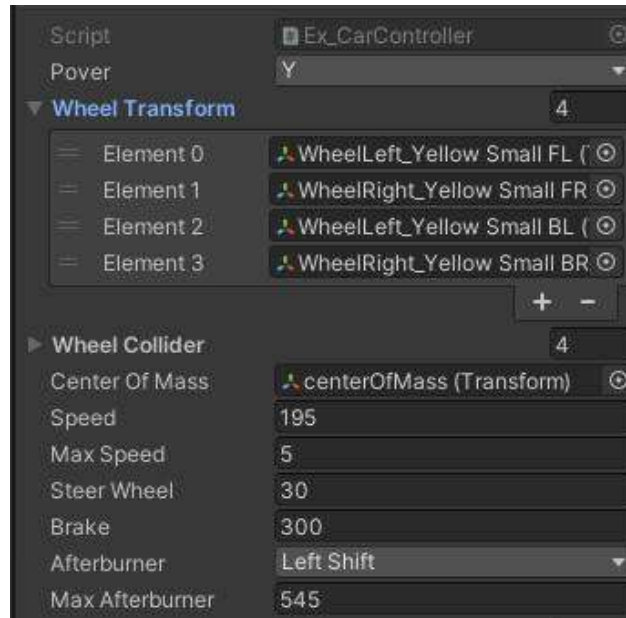 Script Ex_CarController
Pover Y
Wheel Transform 4
Element 0 WheelLeft_Yellow Small FL (
Element 1 WheelRight_Yellow Small FR
Element 2 WheelLeft_Yellow Small BL (
Element 3 WheelRight_Yellow Small BR
+ -
Wheel Collider 4
Center Of Mass centerOfMass (Transform)
Speed 195
Max Speed 5
Steer Wheel 30
Brake 300
Afterburner Left Shift
Max Afterburner 545